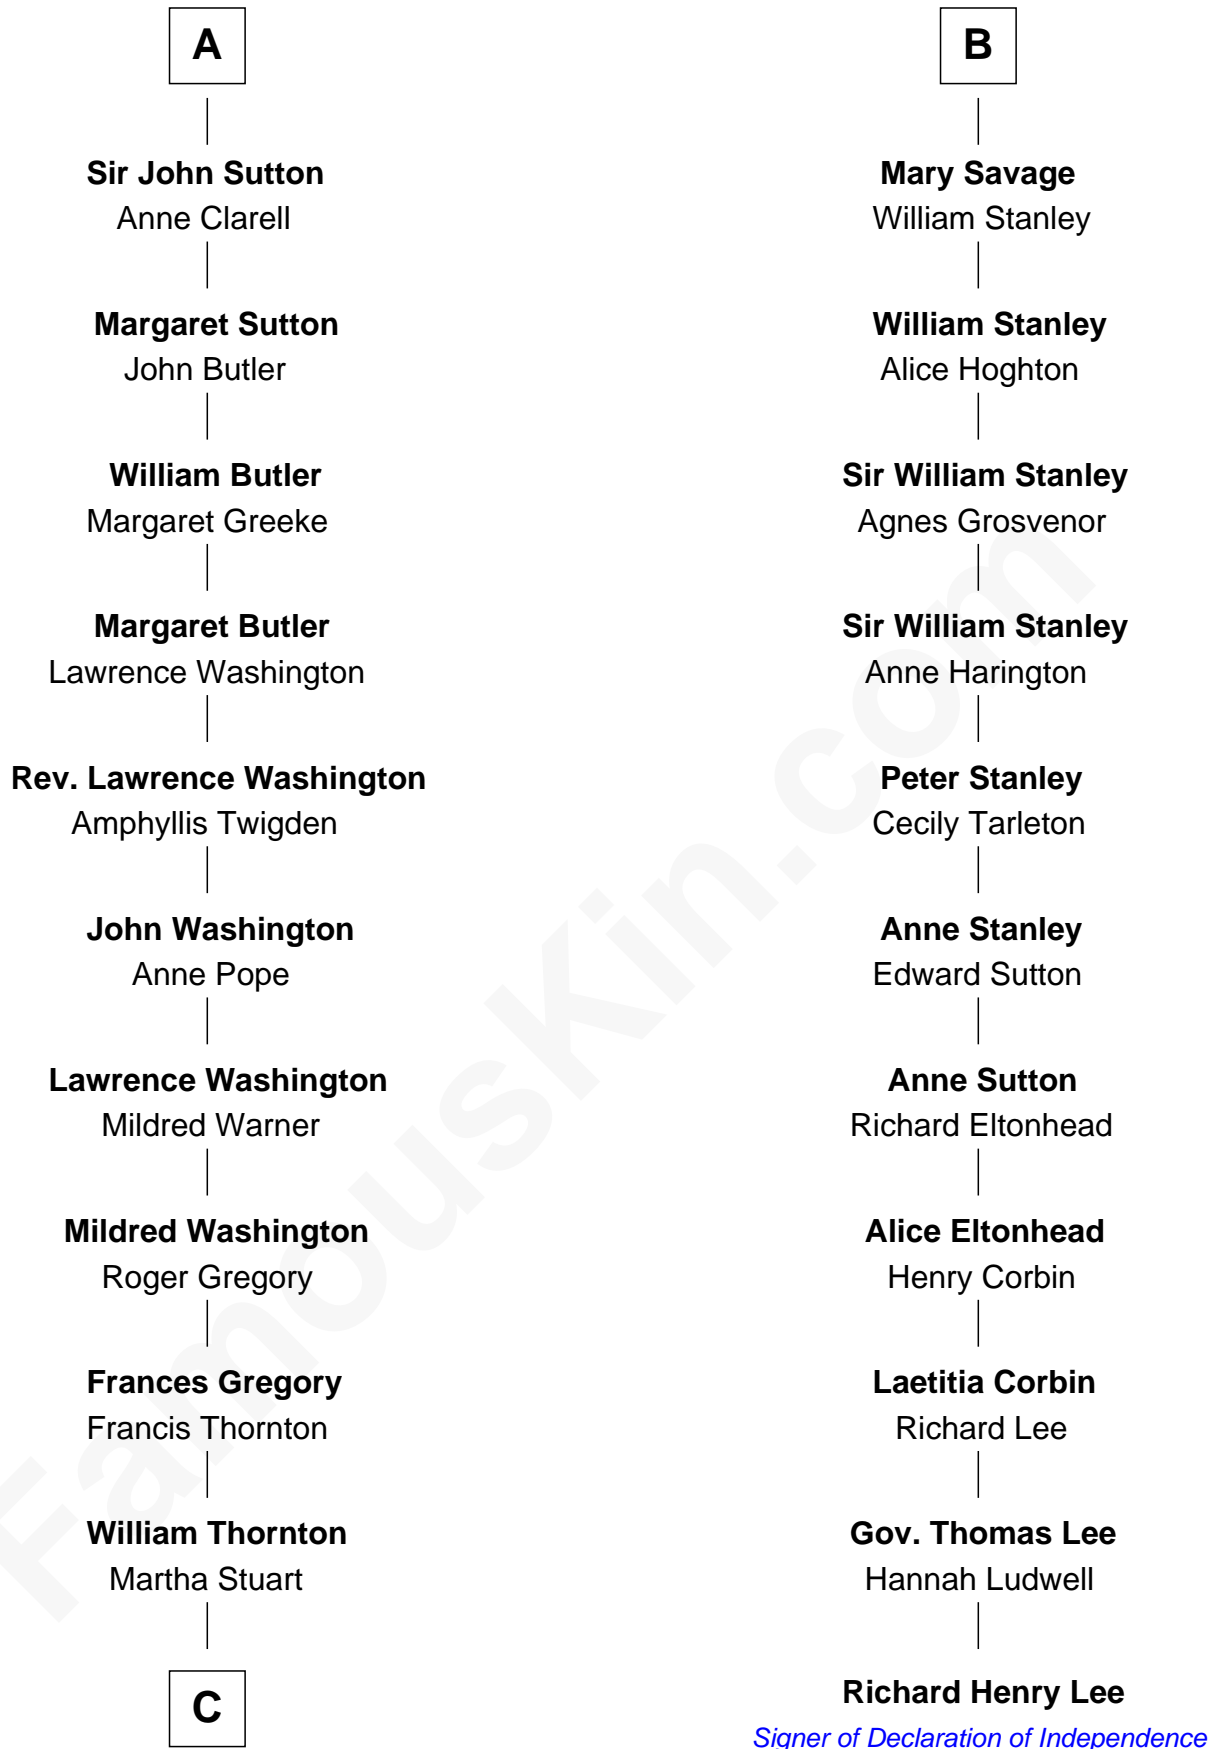 A
Sir John Sutton
Anne Clarell
Margaret Sutton
John Butler
William Butler
Margaret Greeke
Margaret Butler
Lawrence Washington
Rev. Lawrence Washington
Amphyllis Twigden
John Washington
Anne Pope
Lawrence Washington
Mildred Warner
Mildred Washington
Roger Gregory
Frances Gregory
Francis Thornton
William Thornton
Martha Stuart
C
B
Mary Savage
William Stanley
William Stanley
Alice Hoghton
Sir William Stanley
Agnes Grosvenor
Sir William Stanley
Anne Harington
Peter Stanley
Cecily Tarleton
Anne Stanley
Edward Sutton
Anne Sutton
Richard Eltonhead
Alice Eltonhead
Henry Corbin
Laetitia Corbin
Richard Lee
Gov. Thomas Lee
Hannah Ludwell
Richard Henry Lee
Signer of Declaration of Independence
FamousKin.com